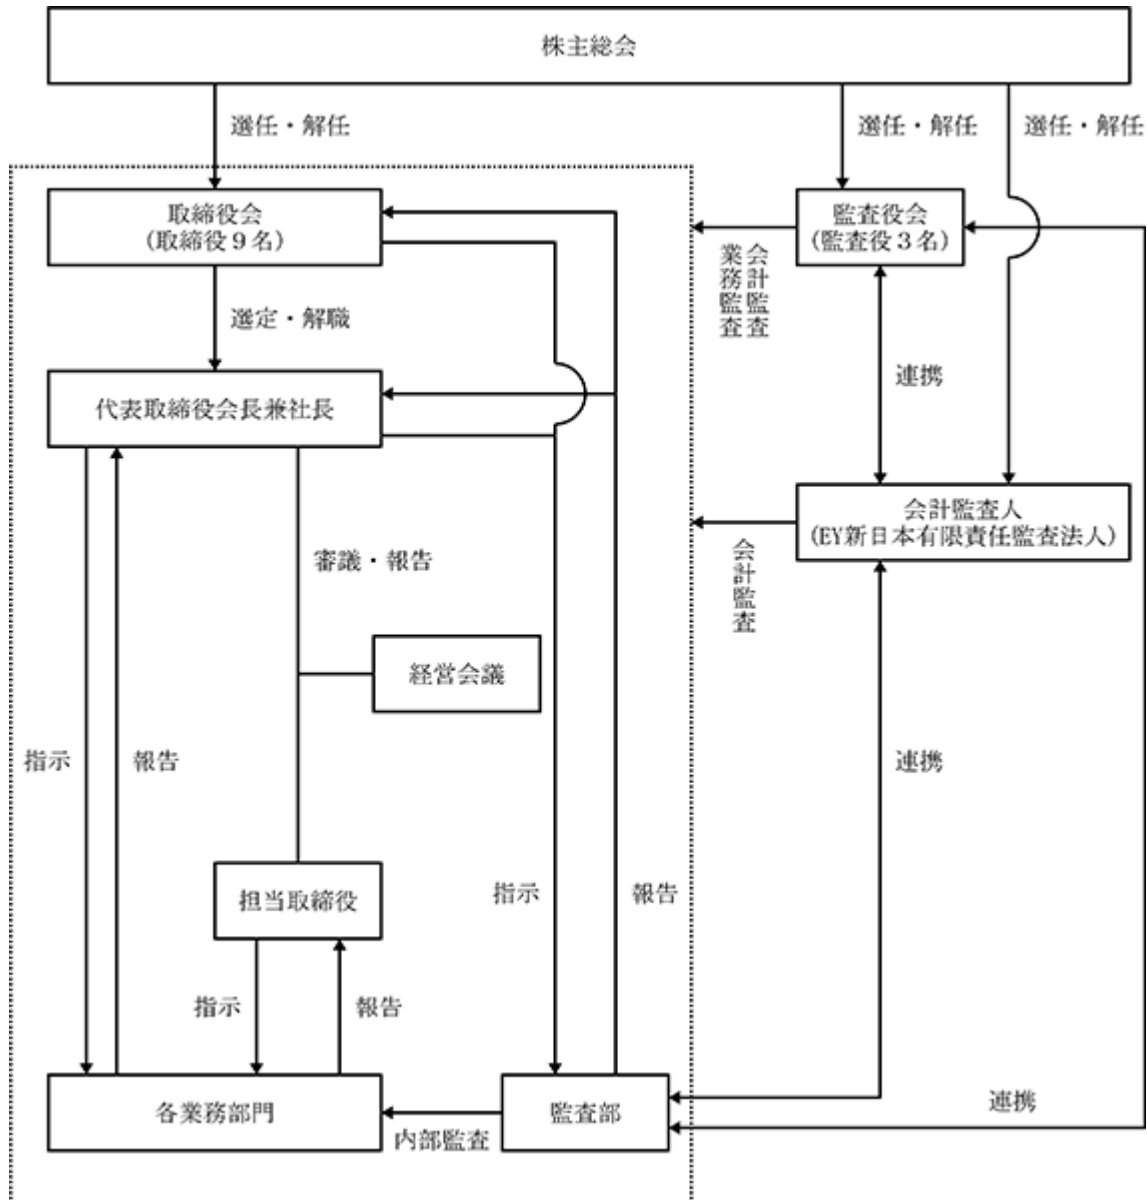 株主総会
選任・解任
選任・解任
選任・解任
取締役会
(取締役９名)
監査役会
(監査役３名)
会計監査
業務監査
選定・解職
代表取締役会長兼社長
連携
会計監査人
(EY新日本有限責任監査法人)
会計監査
審議・報告
経営会議
指示
報告
連携
担当取締役
指示
報告
指示
報告
各業務部門
監査部
内部監査
連携